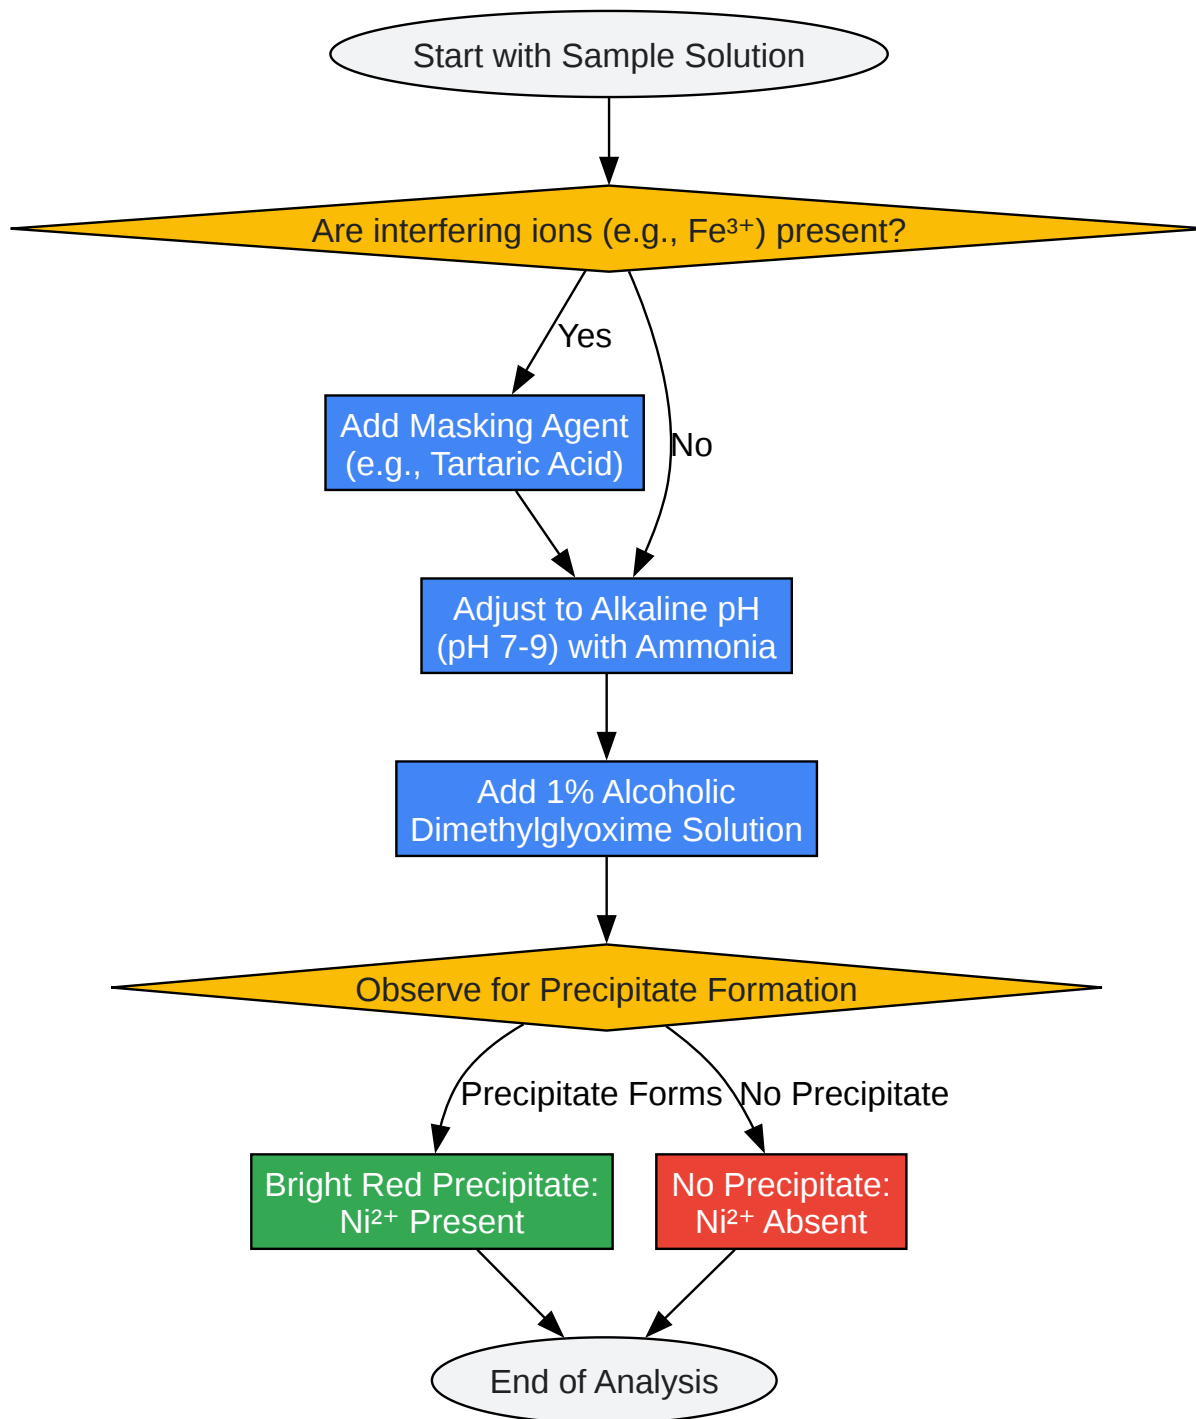 Start with Sample Solution
Are interfering ions (e.g., Fe³⁺) present?
Yes
Add Masking Agent
(e.g., Tartaric Acid)
No
Adjust to Alkaline pH
(pH 7-9) with Ammonia
Add 1% Alcoholic
Dimethylglyoxime Solution
Observe for Precipitate Formation
Precipitate Forms
No Precipitate
Bright Red Precipitate:
Ni²⁺ Present
No Precipitate:
Ni²⁺ Absent
End of Analysis